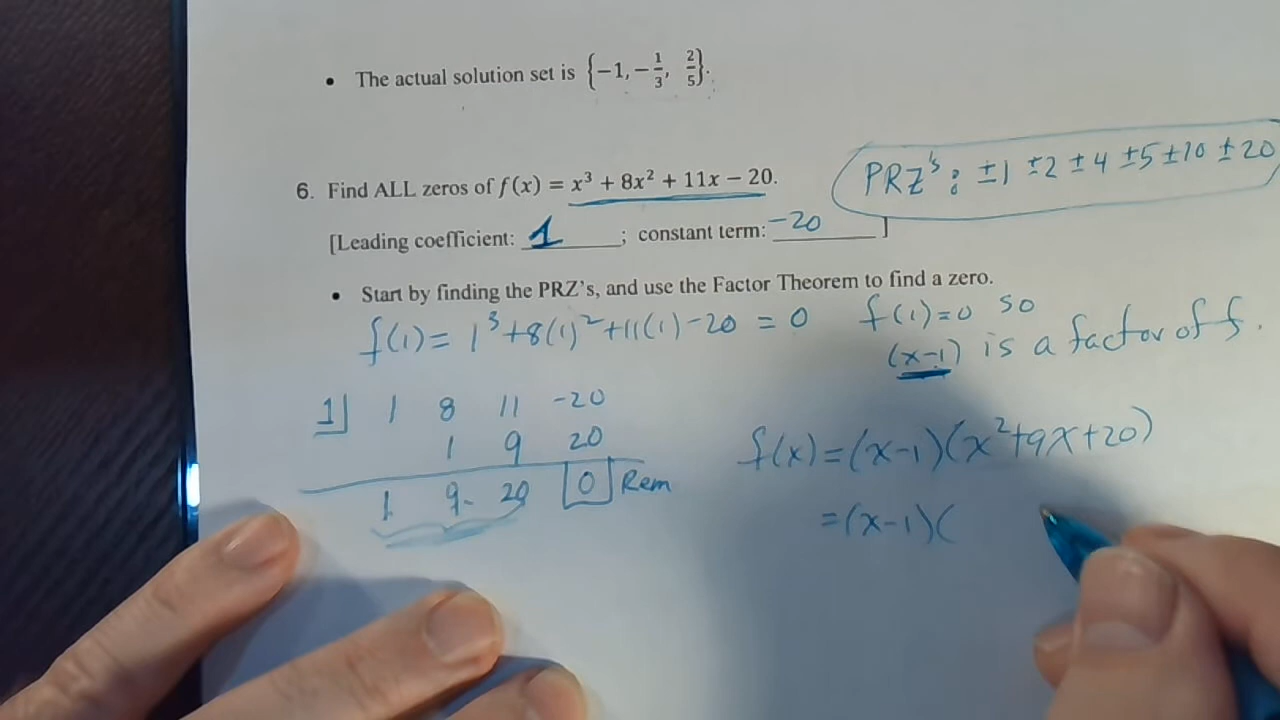 • The actual solution set is {−1, −1/3, 2/5}.
PRZ's: ±1 ±2 ±4 ±5 ±10 ±20
6. Find ALL zeros of f(x) = x³ + 8x² + 11x − 20.
[Leading coefficient: 1; constant term: −20]
• Start by finding the PRZ's, and use the Factor Theorem to find a zero.
f(1) = 1³+8(1)²+11(1)-20 = 0
f(1)=0 so
(x-1) is a factor of f.
1] 1 8 11 -20
1 9 20
1 9 20 0 Rem
f(x)=(x-1)(x²+9x+20)
=(x-1)(